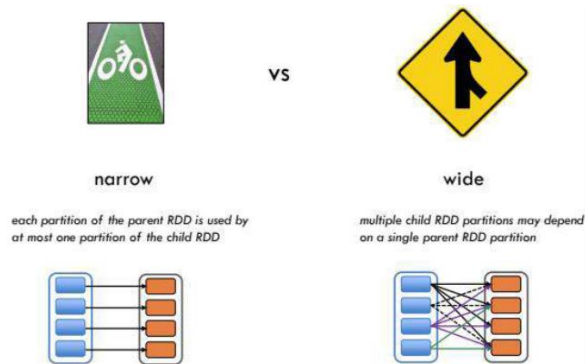 vs
narrow
wide
each partition of the parent RDD is used by
at most one partition of the child RDD
multiple child RDD partitions may depend
on a single parent RDD partition